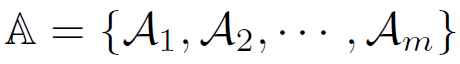 𝔸 = {𝒜₁, 𝒜₂, ⋯ , 𝒜ₘ}